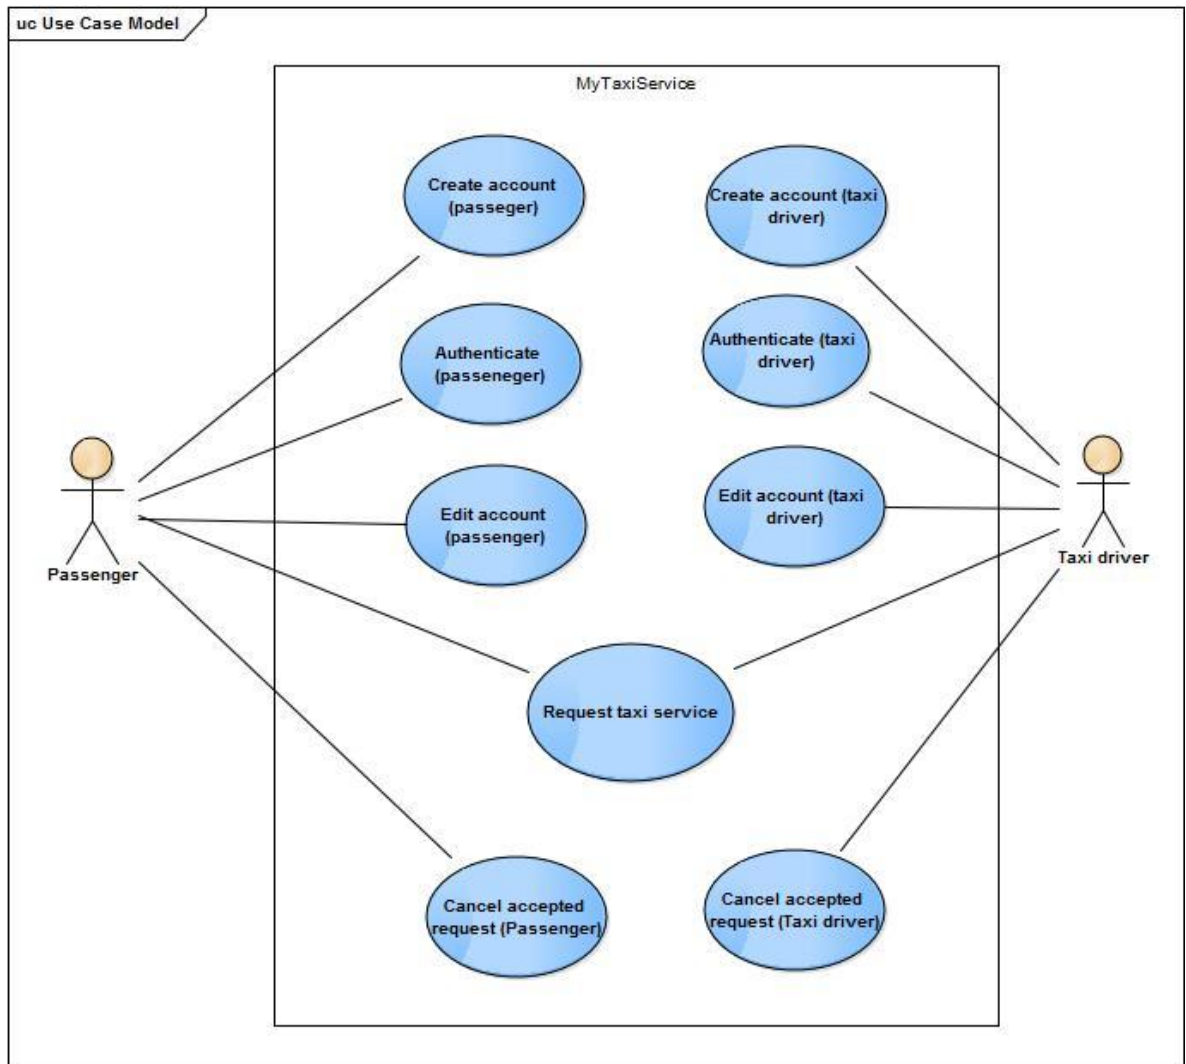 uc Use Case Model
MyTaxiService
Create account
(passeger)
Create account (taxi
driver)
Authenticate
(passeneger)
Authenticate (taxi
driver)
Edit account
(passenger)
Edit account (taxi
driver)
Passenger
Taxi driver
Request taxi service
Cancel accepted
request (Passenger)
Cancel accepted
request (Taxi driver)